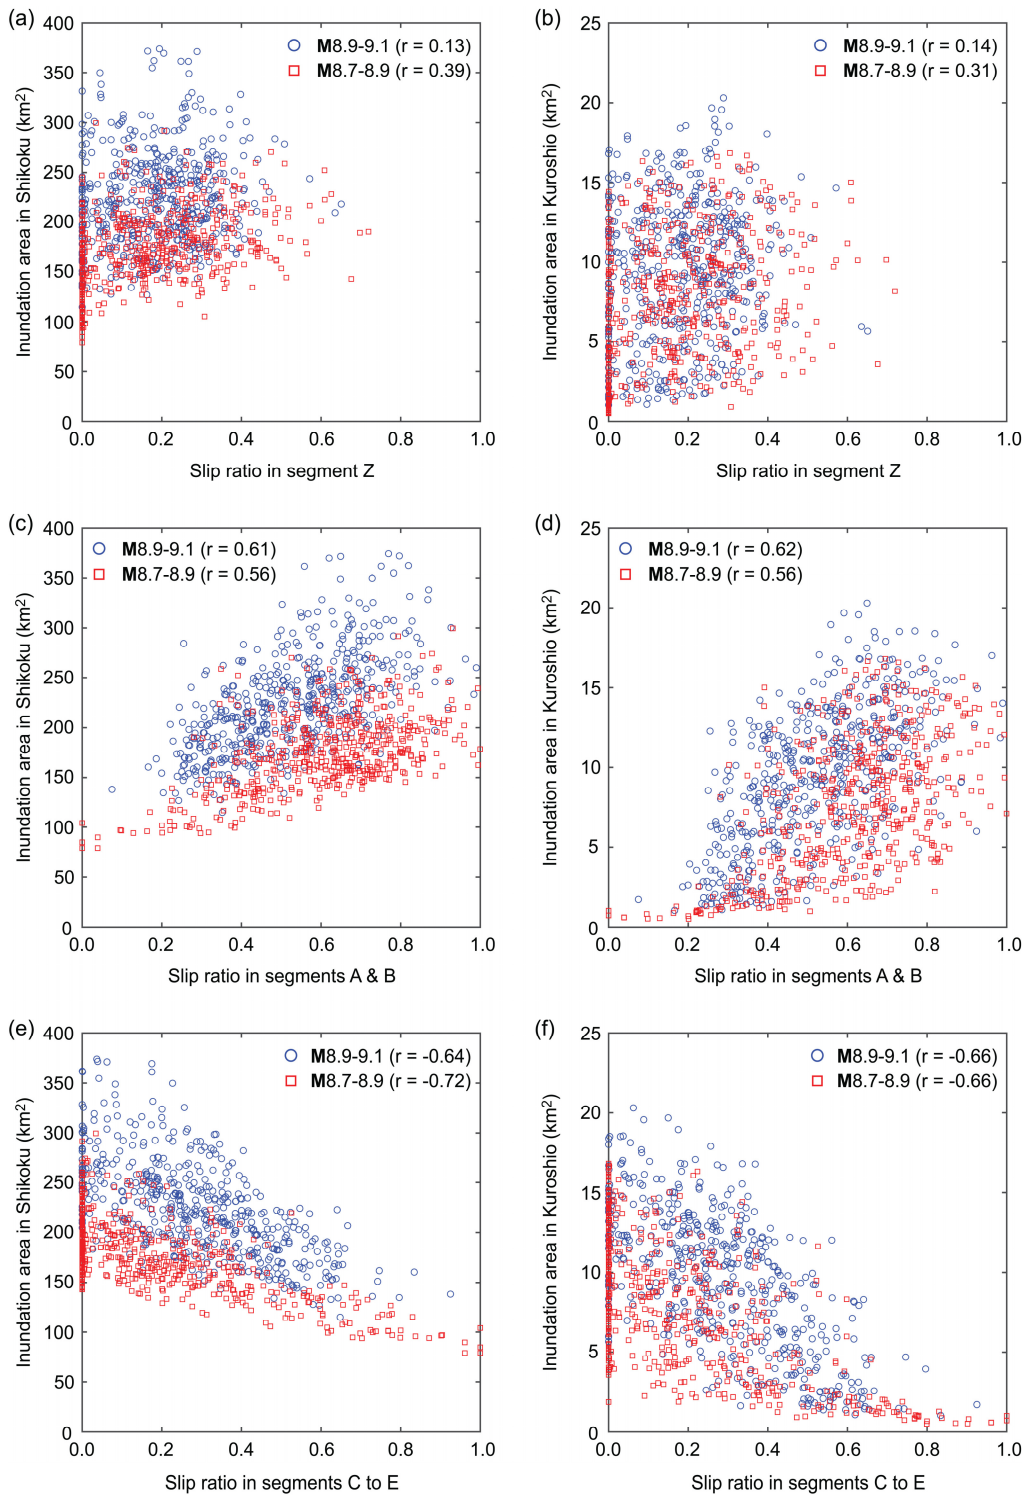 (a)
400
350
300
250
200
150
100
50
0
Inundation area in Shikoku (km²)
M8.9-9.1 (r = 0.13)
M8.7-8.9 (r = 0.39)
0.0 0.2 0.4 0.6 0.8 1.0
Slip ratio in segment Z
(b)
25
20
15
10
5
0
Inundation area in Kuroshio (km²)
M8.9-9.1 (r = 0.14)
M8.7-8.9 (r = 0.31)
0.0 0.2 0.4 0.6 0.8 1.0
Slip ratio in segment Z
(c)
400
350
300
250
200
150
100
50
0
Inundation area in Shikoku (km²)
M8.9-9.1 (r = 0.61)
M8.7-8.9 (r = 0.56)
0.0 0.2 0.4 0.6 0.8 1.0
Slip ratio in segments A & B
(d)
25
20
15
10
5
0
Inundation area in Kuroshio (km²)
M8.9-9.1 (r = 0.62)
M8.7-8.9 (r = 0.56)
0.0 0.2 0.4 0.6 0.8 1.0
Slip ratio in segments A & B
(e)
400
350
300
250
200
150
100
50
0
Inundation area in Shikoku (km²)
M8.9-9.1 (r = -0.64)
M8.7-8.9 (r = -0.72)
0.0 0.2 0.4 0.6 0.8 1.0
Slip ratio in segments C to E
(f)
25
20
15
10
5
0
Inundation area in Kuroshio (km²)
M8.9-9.1 (r = -0.66)
M8.7-8.9 (r = -0.66)
0.0 0.2 0.4 0.6 0.8 1.0
Slip ratio in segments C to E